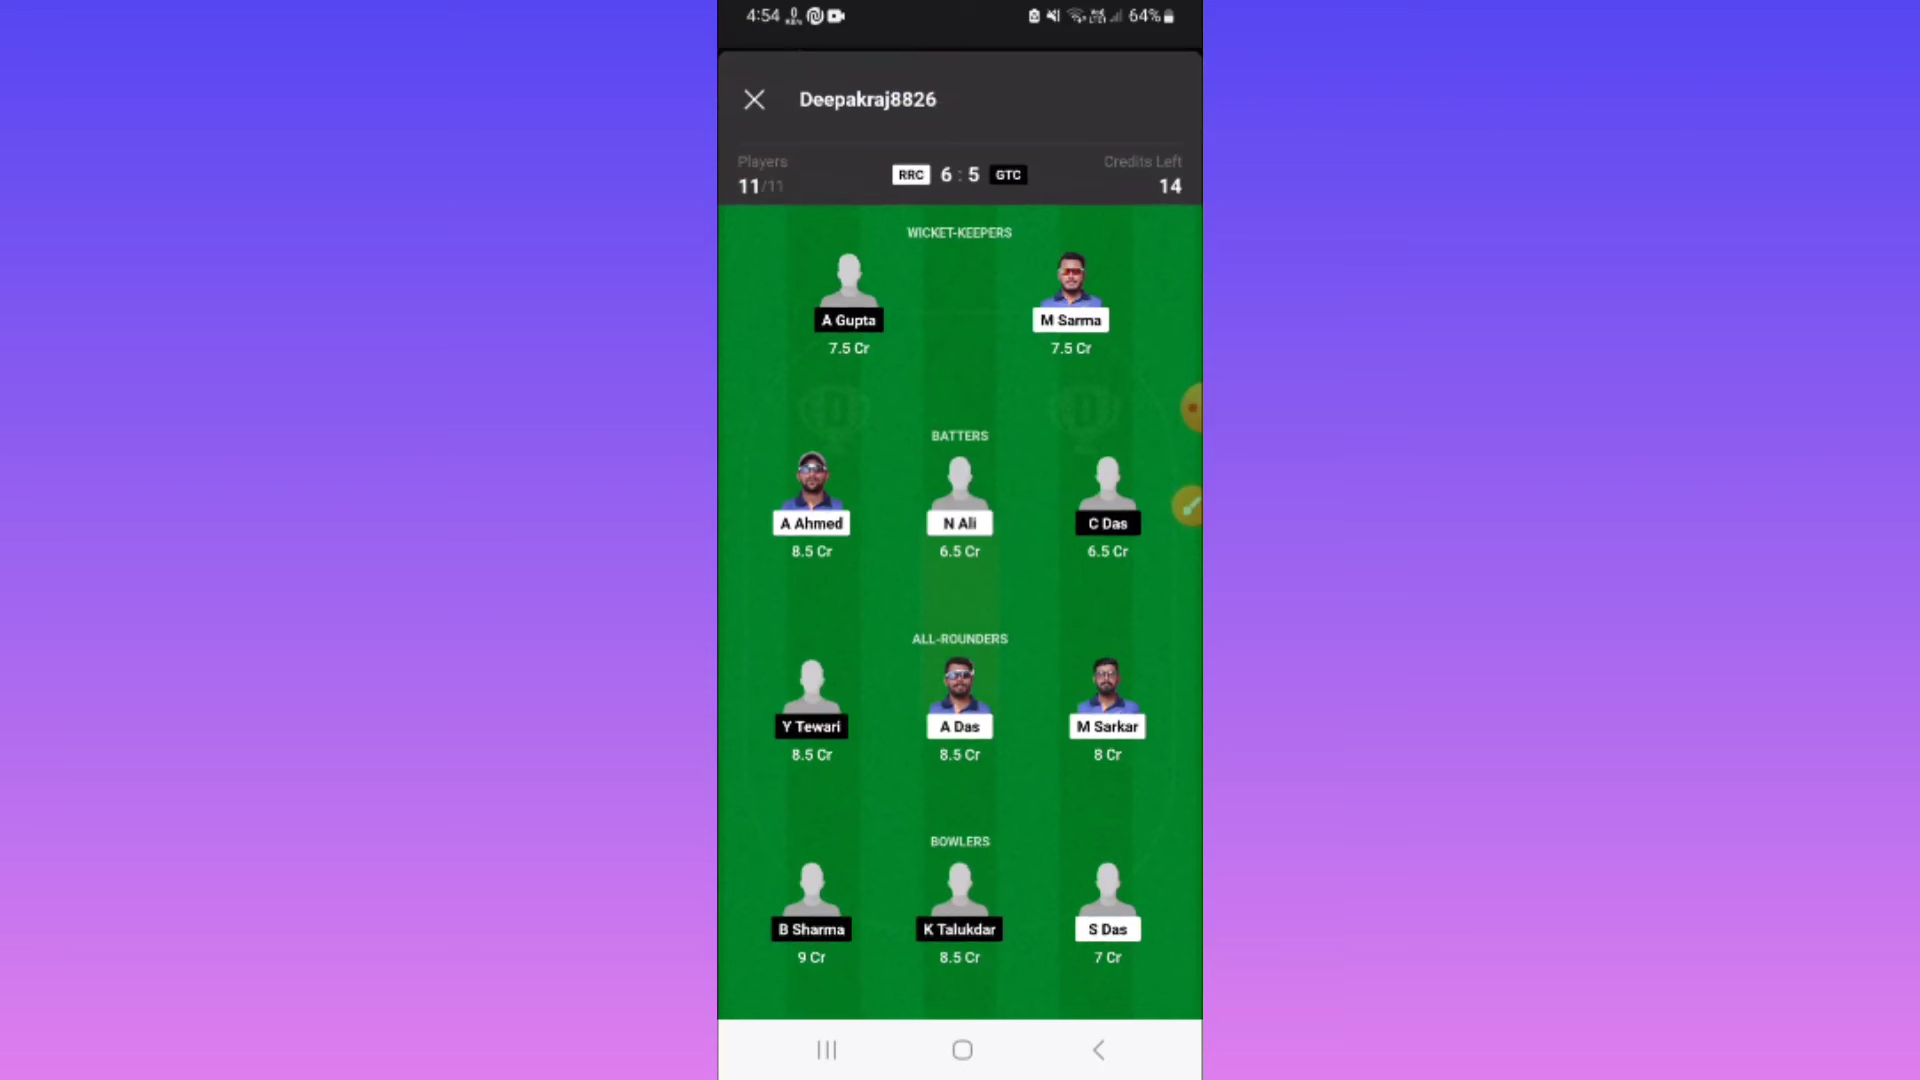 4:54 64%
Deepakraj8826
Players Credits Left
11/11 RRC 6 : 5 GTC 14
WICKET-KEEPERS
A Gupta M Sarma
7.5 Cr 7.5 Cr
BATTERS
A Ahmed N Ali C Das
8.5 Cr 6.5 Cr 6.5 Cr
ALL-ROUNDERS
Y Tewari A Das M Sarkar
8.5 Cr 8.5 Cr 8 Cr
BOWLERS
B Sharma K Talukdar S Das
9 Cr 8.5 Cr 7 Cr